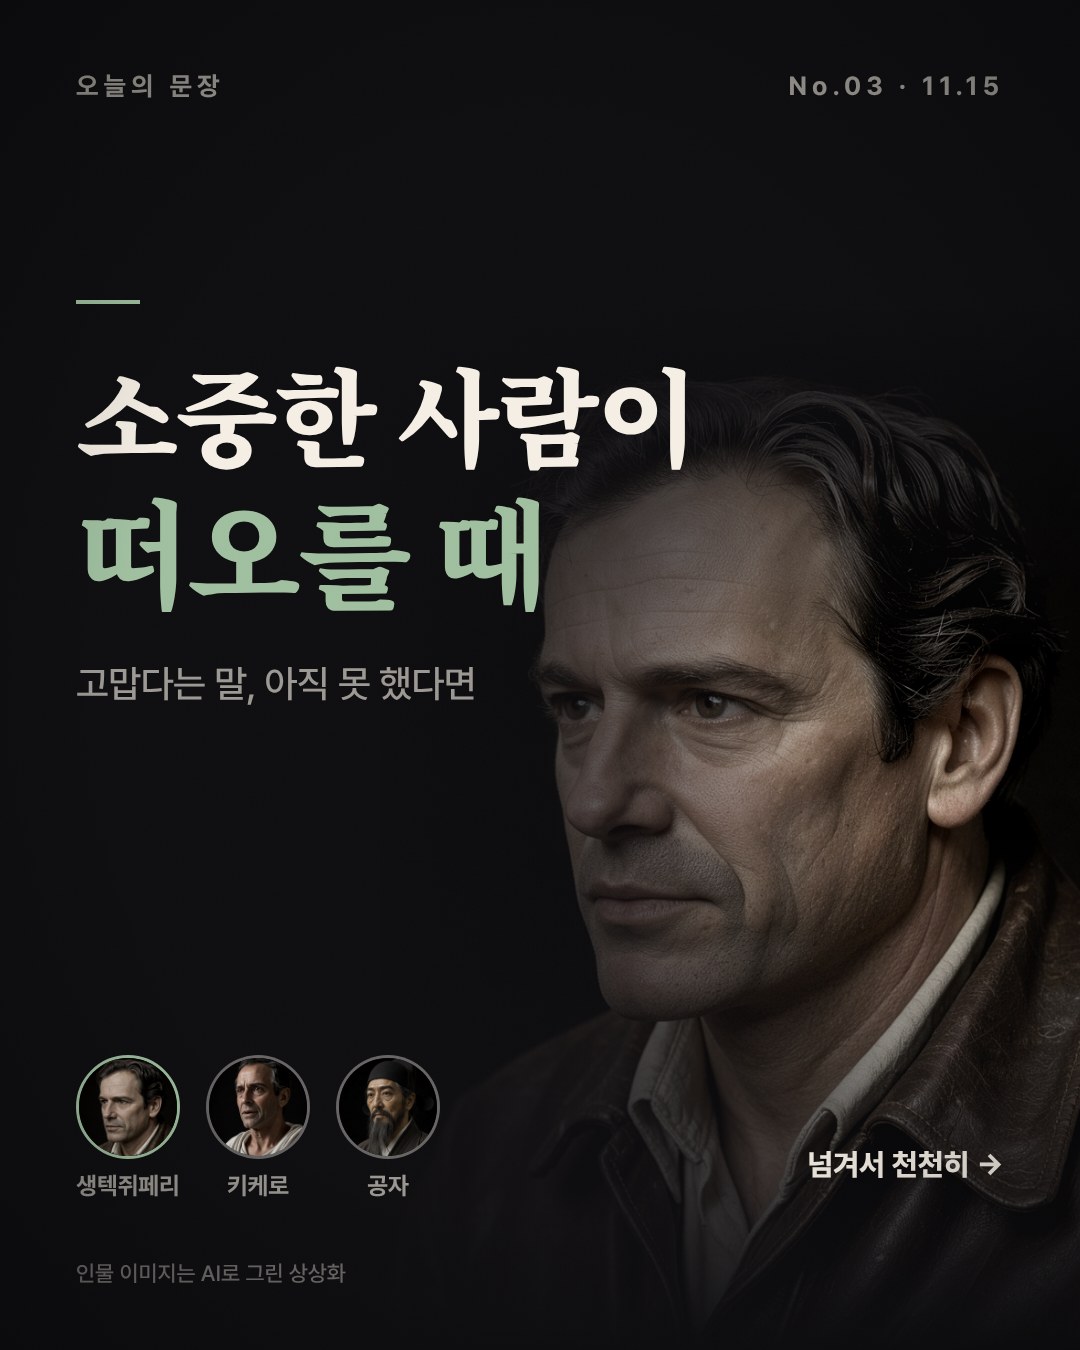 오늘의 문장
No.03 · 11.15
소중한 사람이
떠오를 때
고맙다는 말, 아직 못 했다면
생텍쥐페리
키케로
공자
넘겨서 천천히 →
인물 이미지는 AI로 그린 상상화